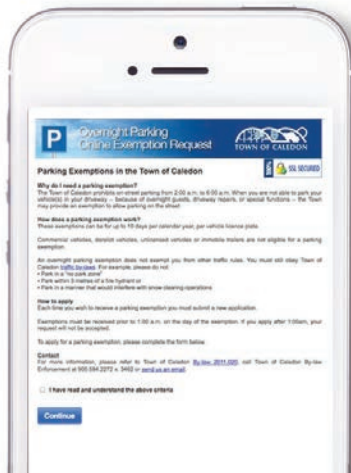 P
Overnight Parking
Online Exemption Request
TOWN OF CALEDON
SSL SECURED
Parking Exemptions in the Town of Caledon
Why do I need a parking exemption?
The Town of Caledon prohibits on street parking from 2:00 a.m. to 6:00 a.m. When you are not able to park your
vehicle(s) in your driveway – because of overnight guests, driveway repairs, or special functions – the Town
may provide an exemption to allow parking on the street.
How does a parking exemption work?
These exemptions can be for up to 10 days per calendar year, per vehicle licence plate.
Commercial vehicles, derelict vehicles, unlicensed vehicles or immobile trailers are not eligible for a parking
exemption.
An overnight parking exemption does not exempt you from other traffic rules. You must still obey Town of
Caledon traffic by-laws. For example, please do not:
• Park in a "no park zone"
• Park within 3 metres of a fire hydrant or
• Park in a manner that would interfere with snow clearing operations
How to apply
Each time you wish to receive a parking exemption you must submit a new application.
Exemptions must be received prior to 1:00 a.m. on the day of the exemption. If you apply after 1:00am, your
request will not be accepted.
To apply for a parking exemption, please complete the form below.
Contact
For more information, please refer to Town of Caledon By-law, call Town of Caledon By-law
Enforcement at 905.584.2272 x. or send us an email.
I have read and understand the above criteria
Continue